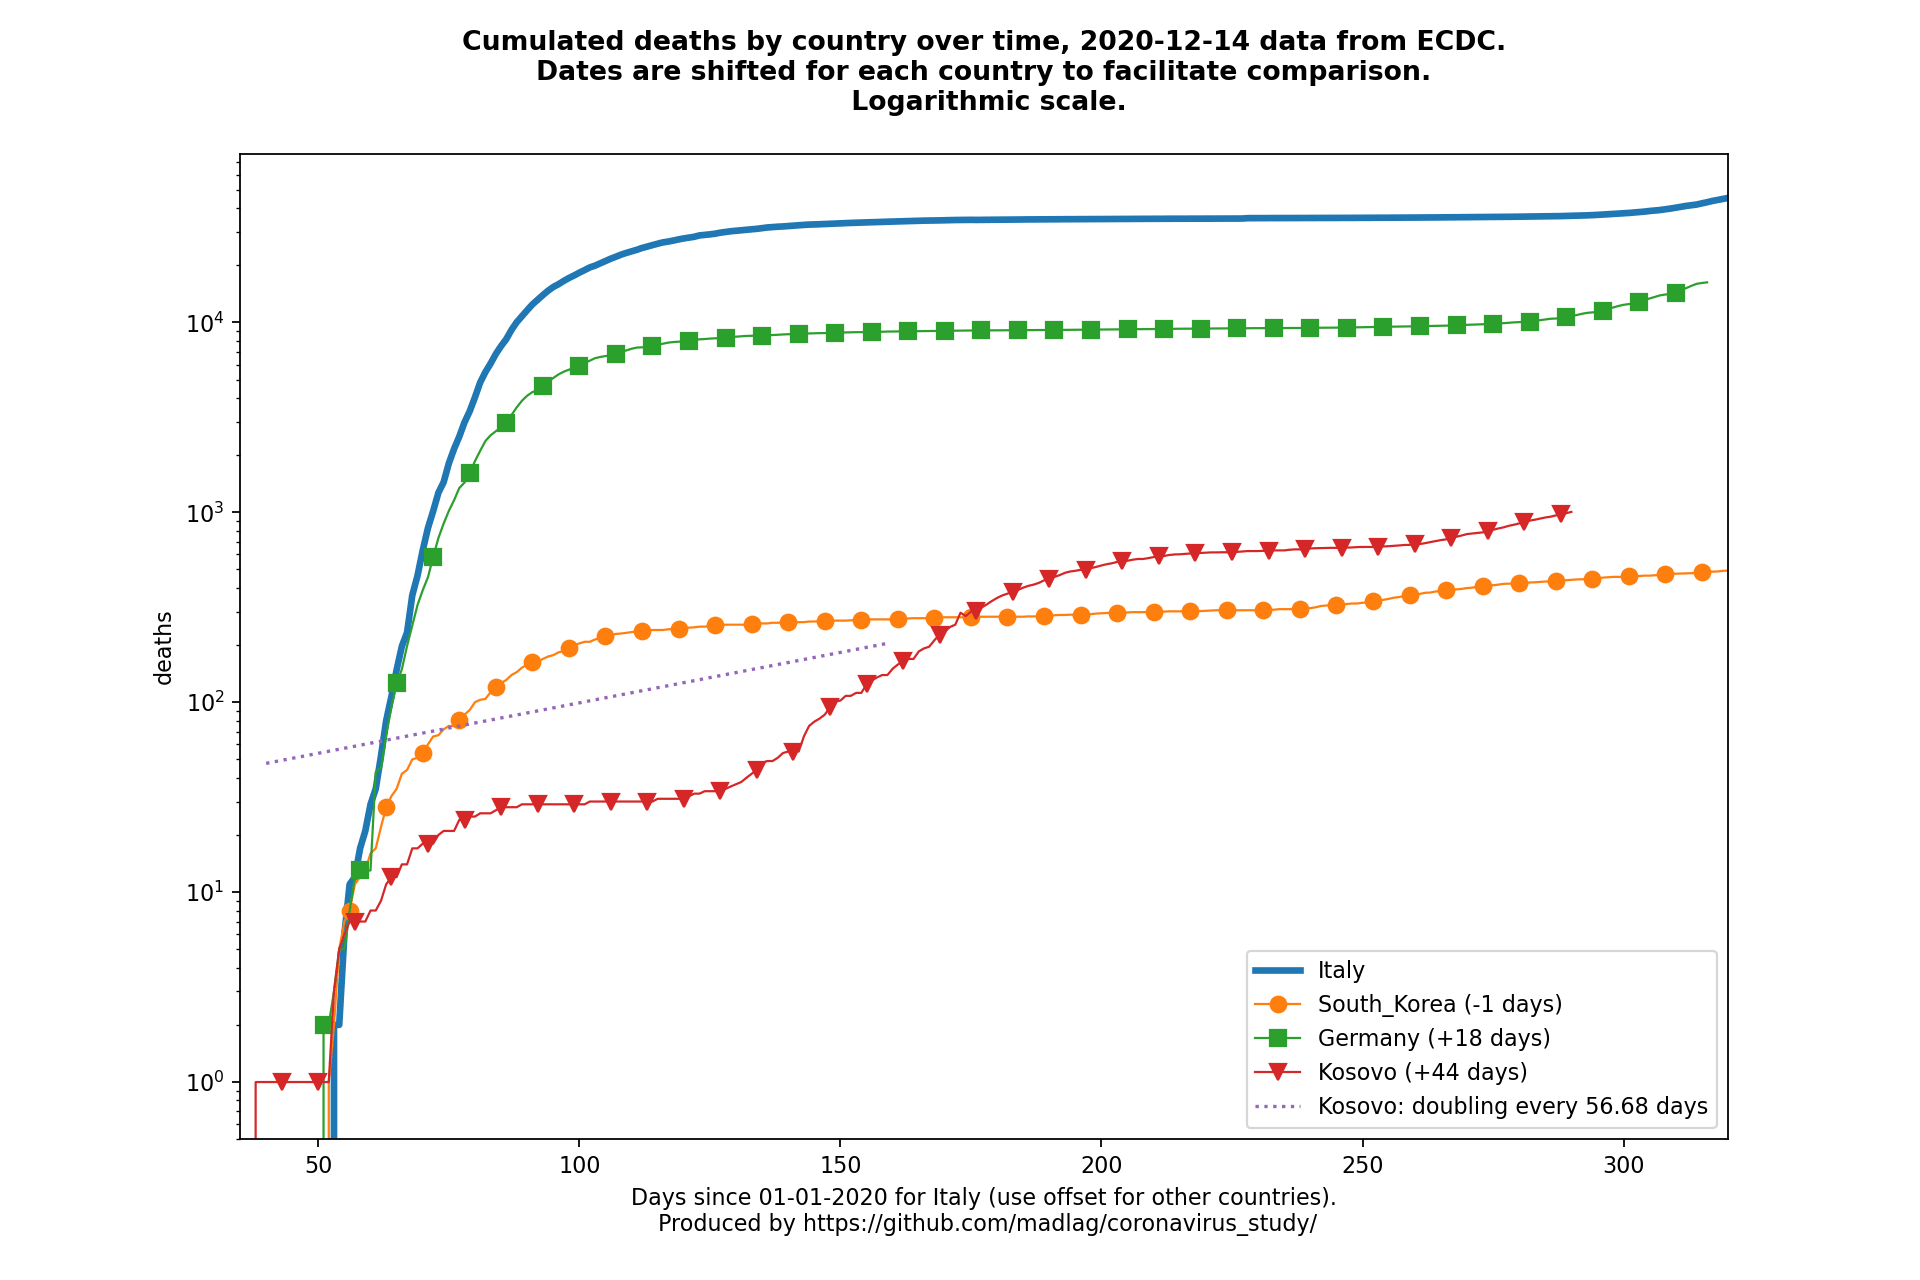 Cumulated deaths by country over time, 2020-12-14 data from ECDC.
Dates are shifted for each country to facilitate comparison.
Logarithmic scale.
deaths
10^4
10^3
10^2
10^1
10^0
50 100 150 200 250 300
Italy
South_Korea (-1 days)
Germany (+18 days)
Kosovo (+44 days)
Kosovo: doubling every 56.68 days
Days since 01-01-2020 for Italy (use offset for other countries).
Produced by https://github.com/madlag/coronavirus_study/